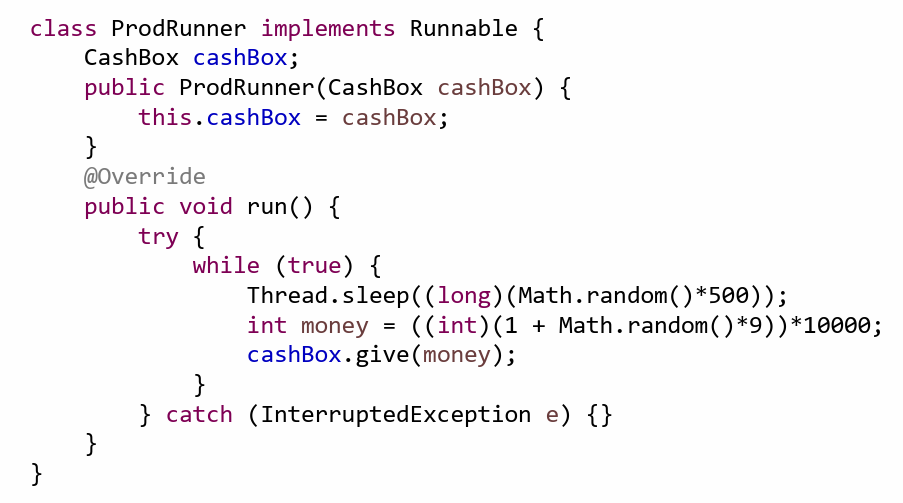 class ProdRunner implements Runnable {
    CashBox cashBox;
    public ProdRunner(CashBox cashBox) {
        this.cashBox = cashBox;
    }
    @Override
    public void run() {
        try {
            while (true) {
                Thread.sleep((long)(Math.random()*500));
                int money = ((int)(1 + Math.random()*9))*10000;
                cashBox.give(money);
            }
        } catch (InterruptedException e) {}
    }
}